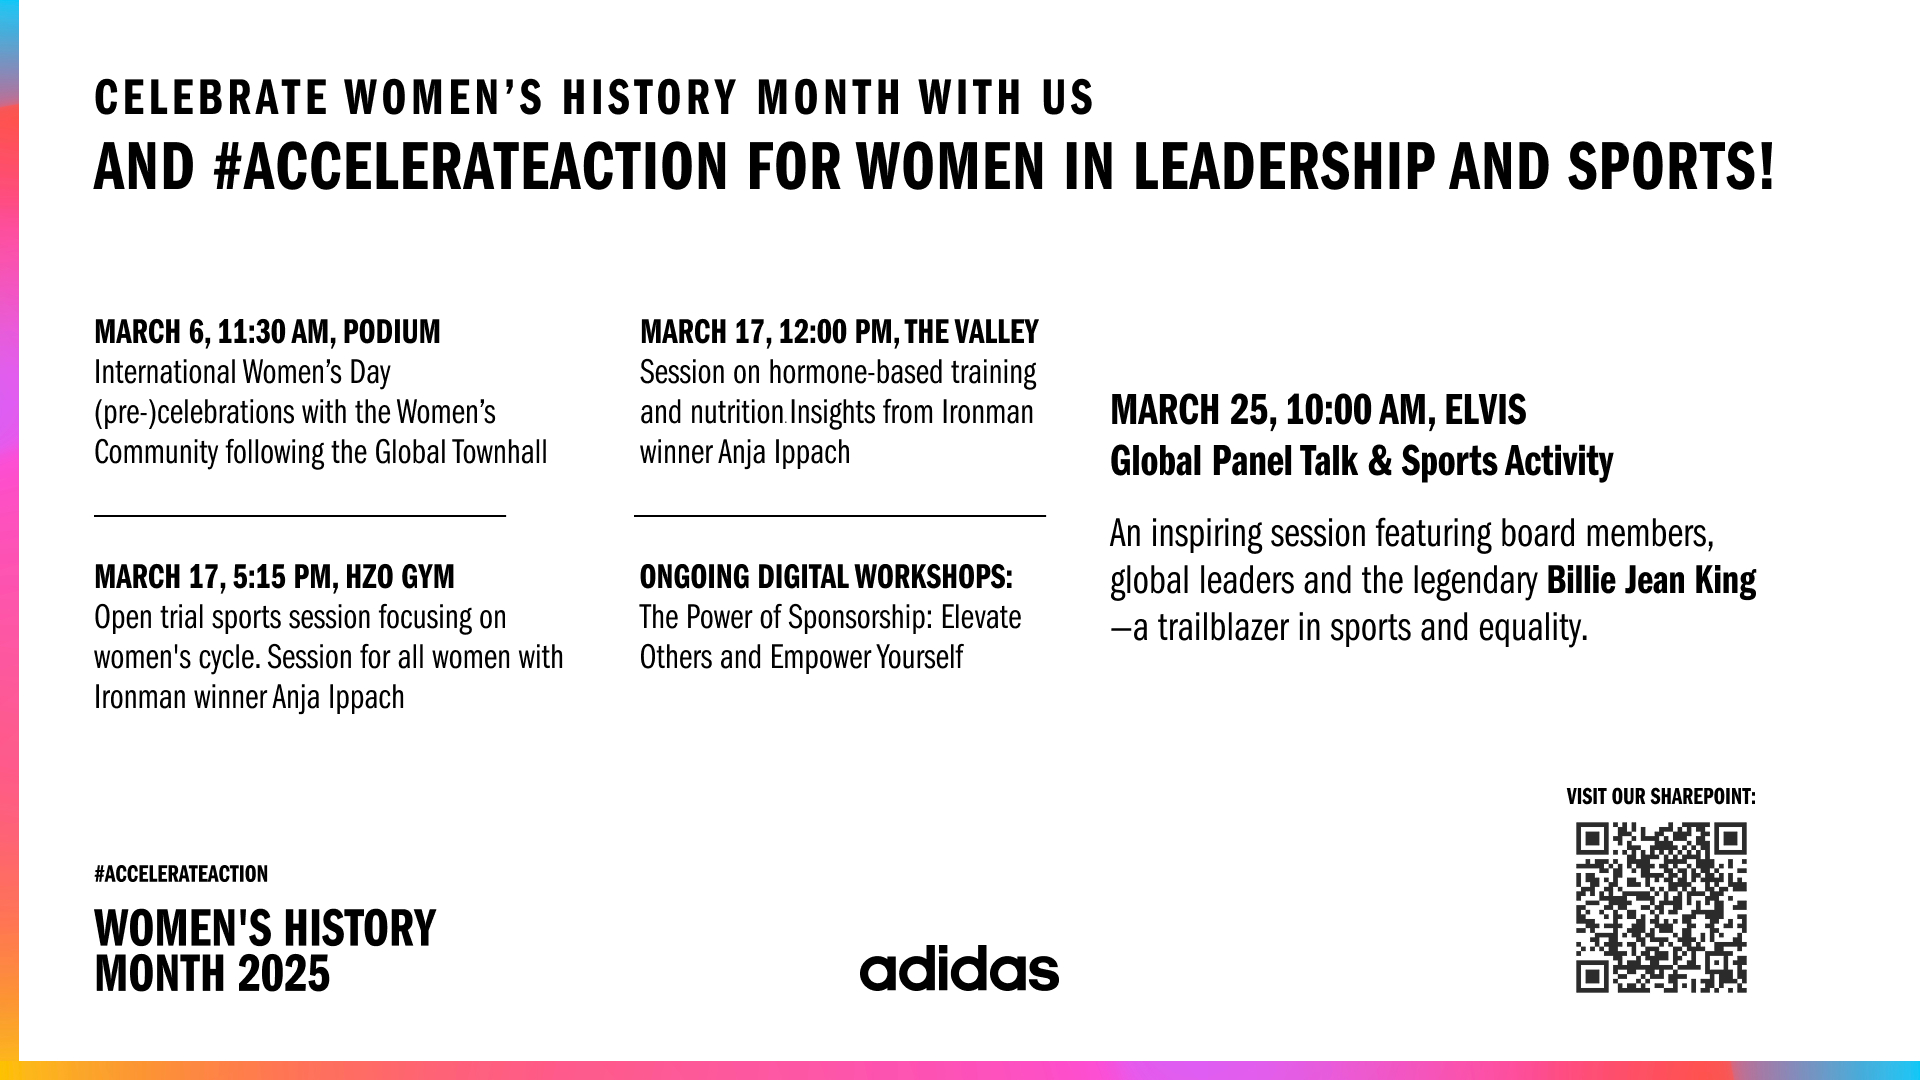 CELEBRATE WOMEN’S HISTORY MONTH WITH US
AND #ACCELERATEACTION FOR WOMEN IN LEADERSHIP AND SPORTS!
MARCH 6, 11:30 AM, PODIUM
International Women’s Day
(pre-)celebrations with the Women’s
Community following the Global Townhall
MARCH 17, 5:15 PM, HZO GYM
Open trial sports session focusing on
women's cycle. Session for all women with
Ironman winner Anja Ippach
MARCH 17, 12:00 PM, THE VALLEY
Session on hormone-based training
and nutrition.Insights from Ironman
winner Anja Ippach
ONGOING DIGITAL WORKSHOPS:
The Power of Sponsorship: Elevate
Others and Empower Yourself
MARCH 25, 10:00 AM, ELVIS
Global Panel Talk & Sports Activity
An inspiring session featuring board members,
global leaders and the legendary Billie Jean King
—a trailblazer in sports and equality.
VISIT OUR SHAREPOINT:
#ACCELERATEACTION
WOMEN'S HISTORY
MONTH 2025
adidas